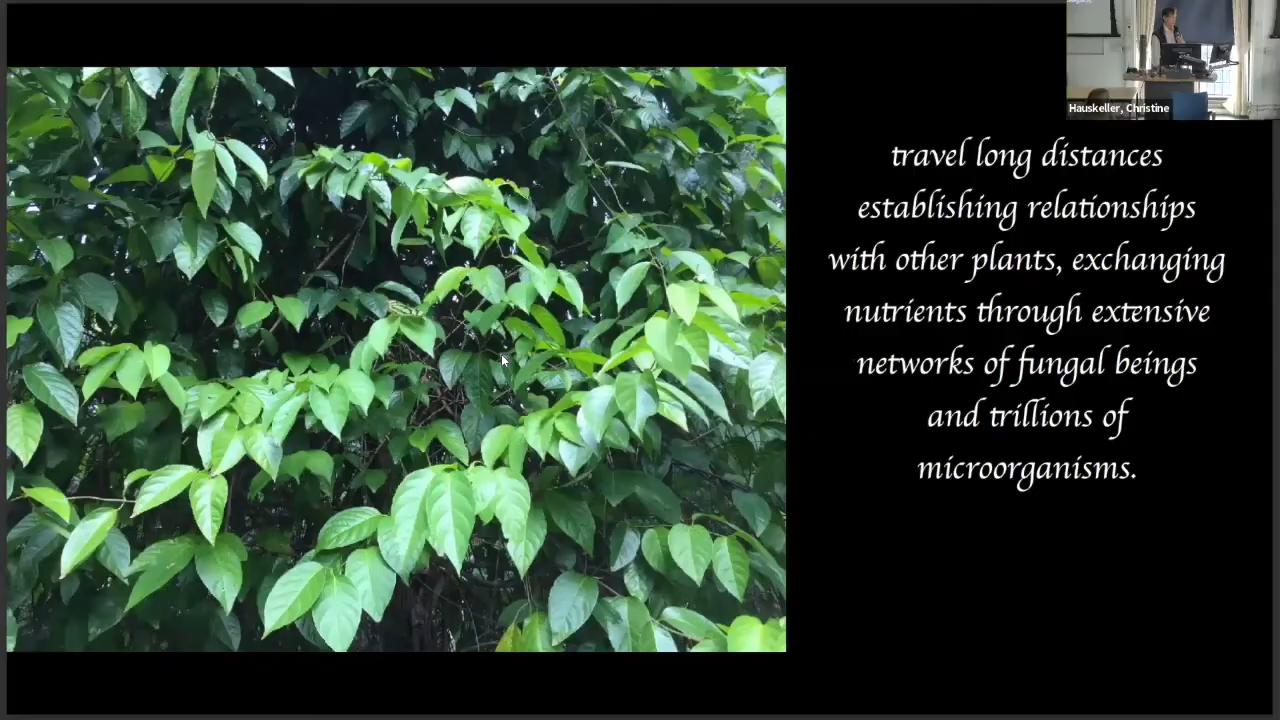 Hauskeller, Christine
travel long distances
establishing relationships
with other plants, exchanging
nutrients through extensive
networks of fungal beings
and trillions of
microorganisms.